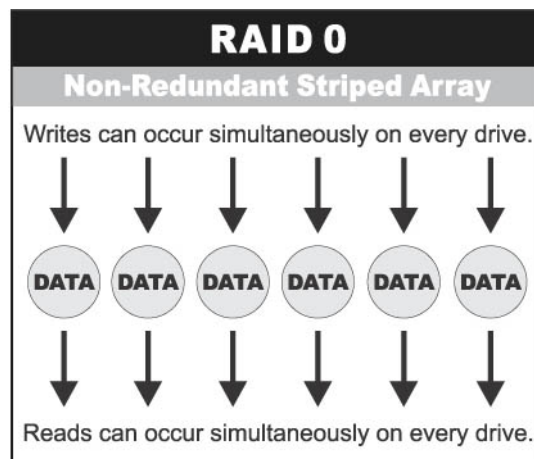 RAID 0
Non-Redundant Striped Array
Writes can occur simultaneously on every drive.
DATA DATA DATA DATA DATA DATA
Reads can occur simultaneously on every drive.